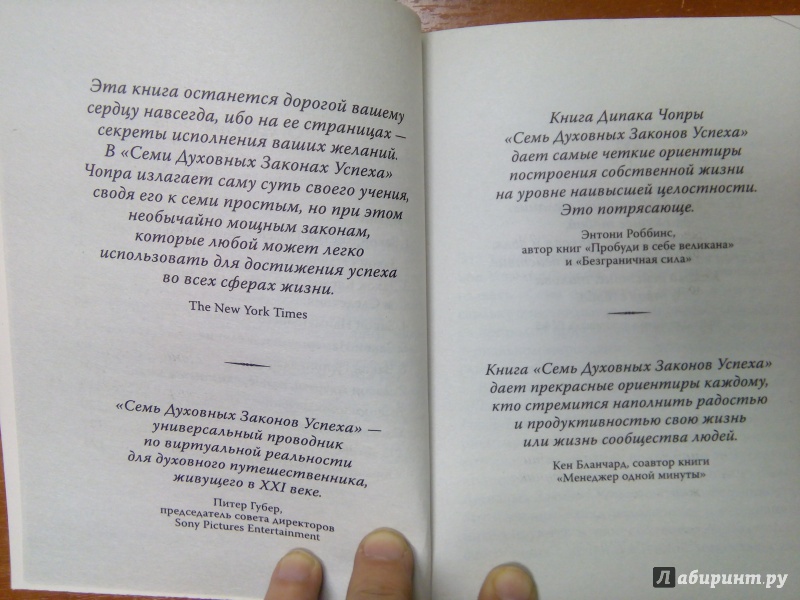 Эта книга останется дорогой вашему
сердцу навсегда, ибо на ее страницах —
секреты исполнения ваших желаний.
В «Семи Духовных Законах Успеха»
Чопра излагает саму суть своего учения,
сводя его к семи простым, но при этом
необычайно мощным законам,
которые любой может легко
использовать для достижения успеха
во всех сферах жизни.
The New York Times
«Семь Духовных Законов Успеха» —
универсальный проводник
по виртуальной реальности
для духовного путешественника,
живущего в XXI веке.
Питер Губер,
председатель совета директоров
Sony Pictures Entertainment
Книга Дипака Чопры
«Семь Духовных Законов Успеха»
дает самые четкие ориентиры
построения собственной жизни
на уровне наивысшей целостности.
Это потрясающе.
Энтони Роббинс,
автор книг «Пробуди в себе великана»
и «Безграничная сила»
Книга «Семь Духовных Законов Успеха»
дает прекрасные ориентиры каждому,
кто стремится наполнить радостью
и продуктивностью свою жизнь
или жизнь сообщества людей.
Кен Бланчард, соавтор книги
«Менеджер одной минуты»
Лабиринт.ру